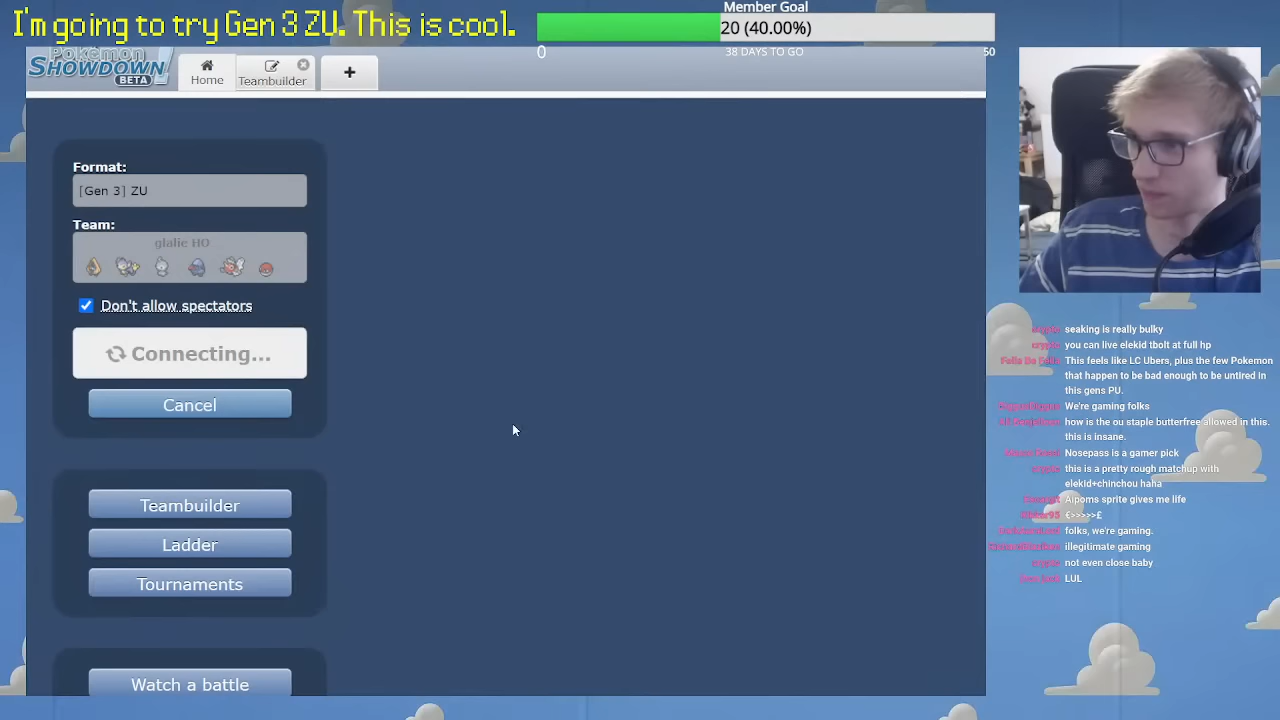 I'm going to try Gen 3 ZU. This is cool.
Member Goal
20 (40.00%)
0
38 DAYS TO GO
50
Pokémon
SHOWDOWN!
BETA
Home
Teambuilder
+
Format:
[Gen 3] ZU
Team:
glalie HO
Don't allow spectators
Connecting...
Cancel
Teambuilder
Ladder
Tournaments
Watch a battle
seaking is really bulky
you can live elekid tbolt at full hp
This feels like LC Ubers, plus the few Pokemon
that happen to be bad enough to be untired in
this gens PU.
We're gaming folks
how is the ou staple butterfree allowed in this.
this is insane.
Nosepass is a gamer pick
this is a pretty rough matchup with
elekid+chinchou haha
Aipoms sprite gives me life
€>>>>>£
folks, we're gaming.
illegitimate gaming
not even close baby
LUL